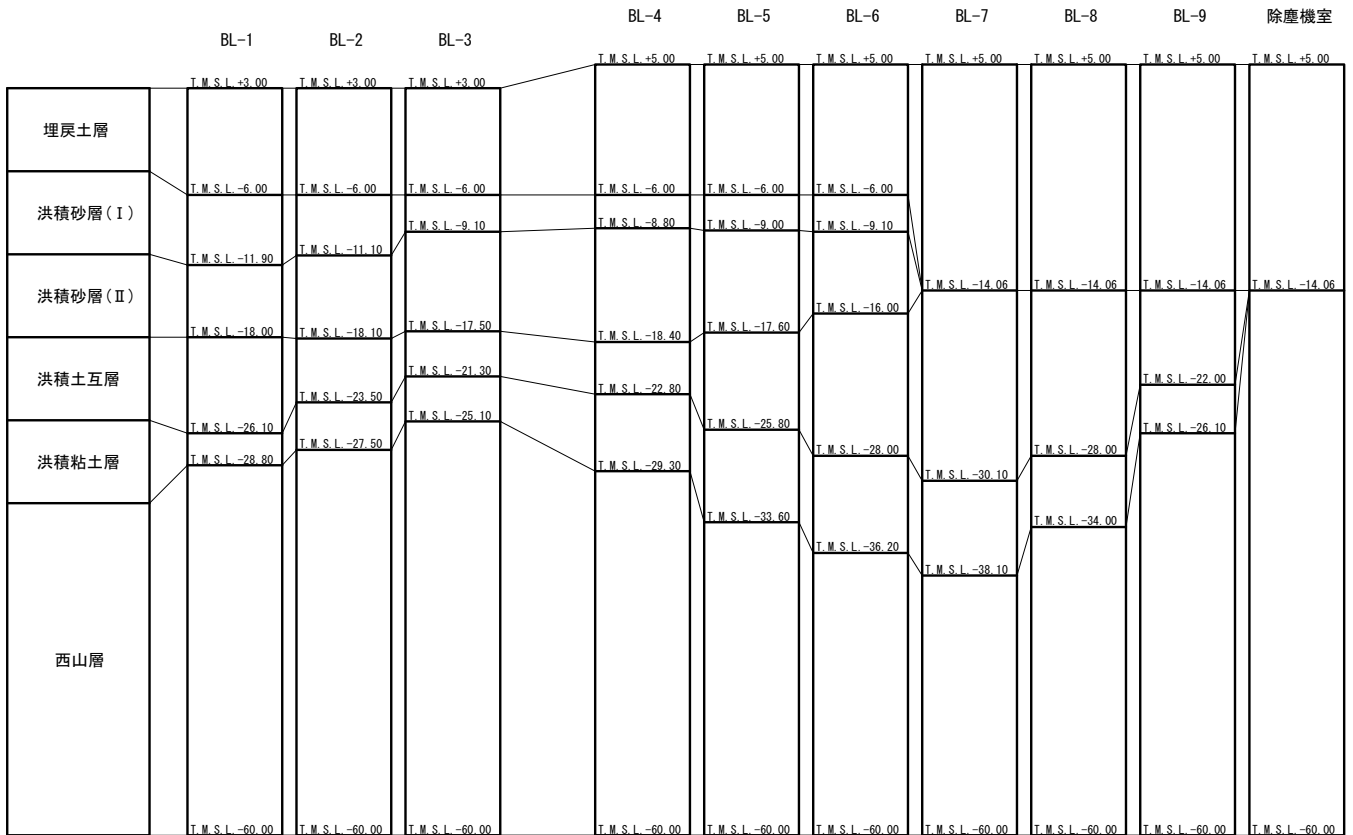 BL-4 BL-5 BL-6 BL-7 BL-8 BL-9 除塵機室
BL-1 BL-2 BL-3
T.M.S.L.+5.00 T.M.S.L.+5.00 T.M.S.L.+5.00 T.M.S.L.+5.00 T.M.S.L.+5.00 T.M.S.L.+5.00 T.M.S.L.+5.00
T.M.S.L.+3.00 T.M.S.L.+3.00 T.M.S.L.+3.00
埋戻土層
T.M.S.L.-6.00 T.M.S.L.-6.00 T.M.S.L.-6.00 T.M.S.L.-6.00 T.M.S.L.-6.00 T.M.S.L.-6.00
洪積砂層(Ⅰ)
T.M.S.L.-9.10 T.M.S.L.-8.80 T.M.S.L.-9.00 T.M.S.L.-9.10
T.M.S.L.-11.90 T.M.S.L.-11.10
T.M.S.L.-14.06 T.M.S.L.-14.06 T.M.S.L.-14.06 T.M.S.L.-14.06
洪積砂層(Ⅱ)
T.M.S.L.-16.00
T.M.S.L.-18.00 T.M.S.L.-18.10 T.M.S.L.-17.50 T.M.S.L.-18.40 T.M.S.L.-17.60
洪積土互層
T.M.S.L.-23.50 T.M.S.L.-21.30 T.M.S.L.-22.80 T.M.S.L.-22.00
T.M.S.L.-26.10 T.M.S.L.-25.10 T.M.S.L.-25.80 T.M.S.L.-26.10
洪積粘土層
T.M.S.L.-28.80 T.M.S.L.-27.50 T.M.S.L.-29.30 T.M.S.L.-28.00 T.M.S.L.-30.10 T.M.S.L.-28.00
T.M.S.L.-33.60 T.M.S.L.-34.00
T.M.S.L.-36.20 T.M.S.L.-38.10
西山層
T.M.S.L.-60.00 T.M.S.L.-60.00 T.M.S.L.-60.00 T.M.S.L.-60.00 T.M.S.L.-60.00 T.M.S.L.-60.00 T.M.S.L.-60.00 T.M.S.L.-60.00 T.M.S.L.-60.00 T.M.S.L.-60.00